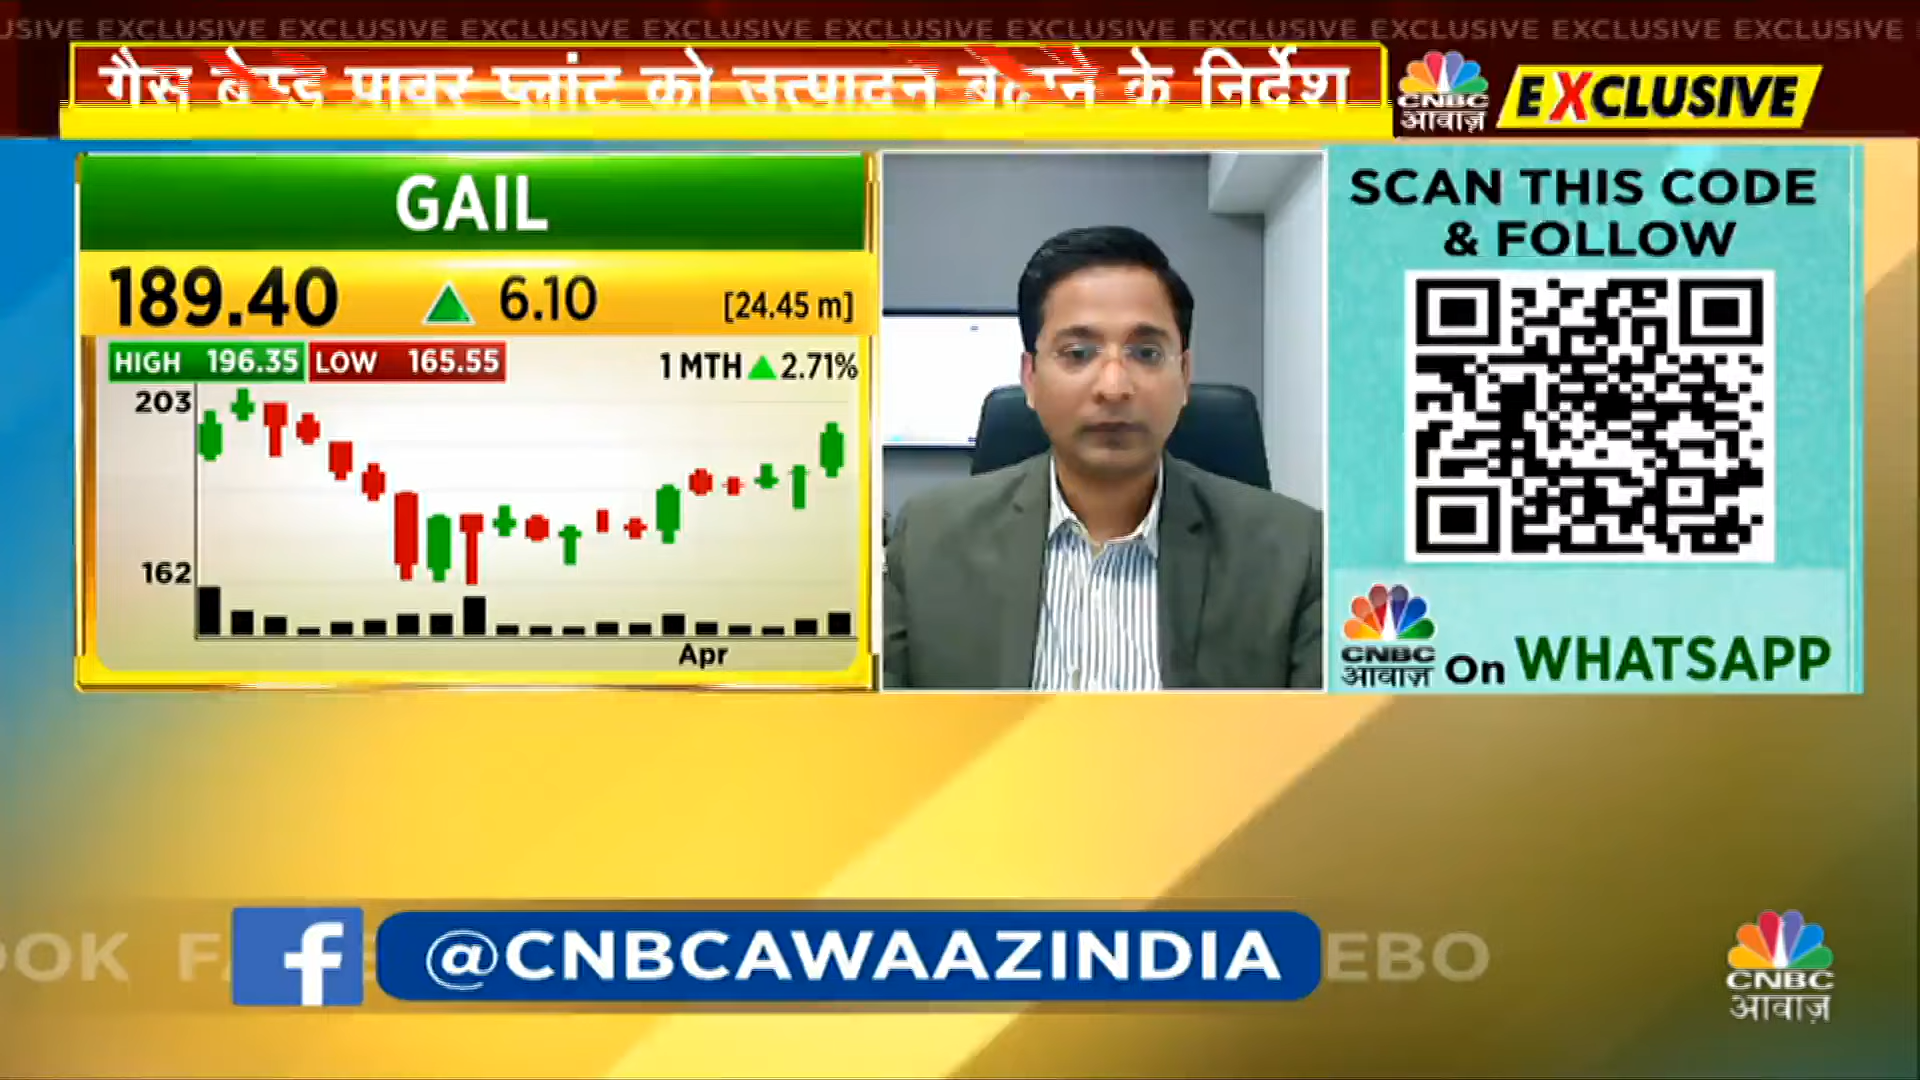 EXCLUSIVE EXCLUSIVE EXCLUSIVE EXCLUSIVE EXCLUSIVE EXCLUSIVE EXCLUSIVE EXCLUSIVE EXCLUSIVE EXCLUSIVE
गैस पावर प्लांट को उत्पादन के निर्देश
CNBC
आवाज़
EXCLUSIVE
GAIL
189.40 6.10 [24.45 m]
HIGH 196.35 LOW 165.55 1 MTH 2.71%
203
162
Apr
SCAN THIS CODE
& FOLLOW
CNBC
आवाज़
On WHATSAPP
@CNBCAWAAZINDIA
CNBC
आवाज़